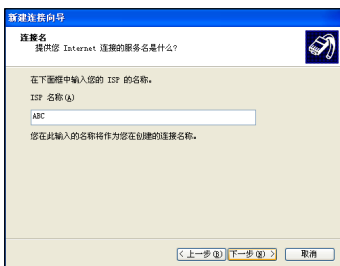 新建连接向导
连接名
提供您 Internet 连接的服务名是什么?
在下面框中输入您的 ISP 的名称。
ISP 名称(A)
ABC
您在此输入的名称将作为您在创建的连接名称。
<上一步(B) 下一步(N)> 取消